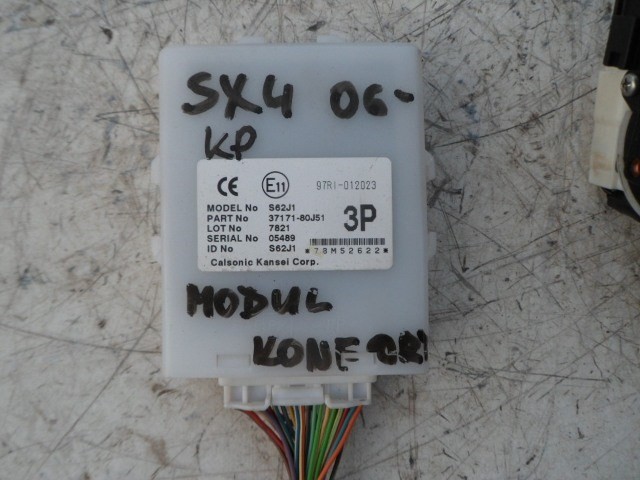 SX4 06-
KP
CE E11 97RI-012023
MODEL No S62J1
PART No 37171-80J51
LOT No 7821
SERIAL No 05489
ID No S62J1
3P
*78M52622*
Calsonic Kansei Corp.
MODUL